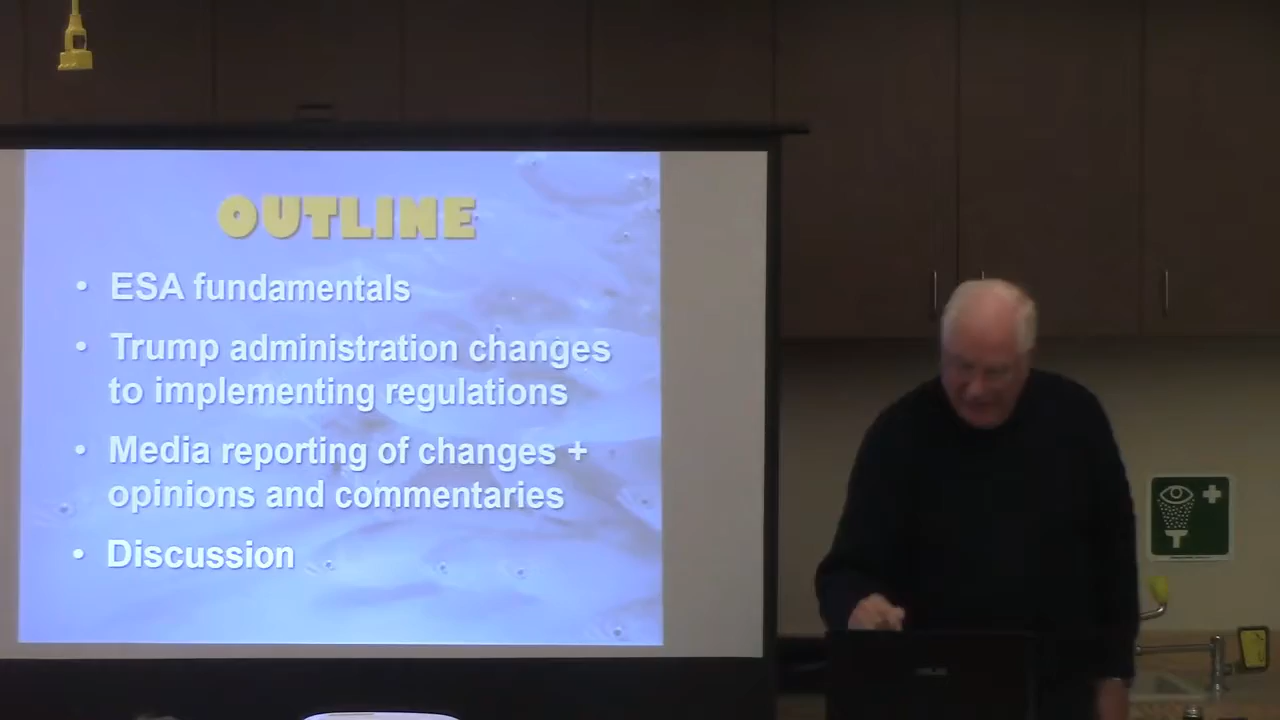 OUTLINE
• ESA fundamentals
• Trump administration changes
to implementing regulations
• Media reporting of changes +
opinions and commentaries
• Discussion